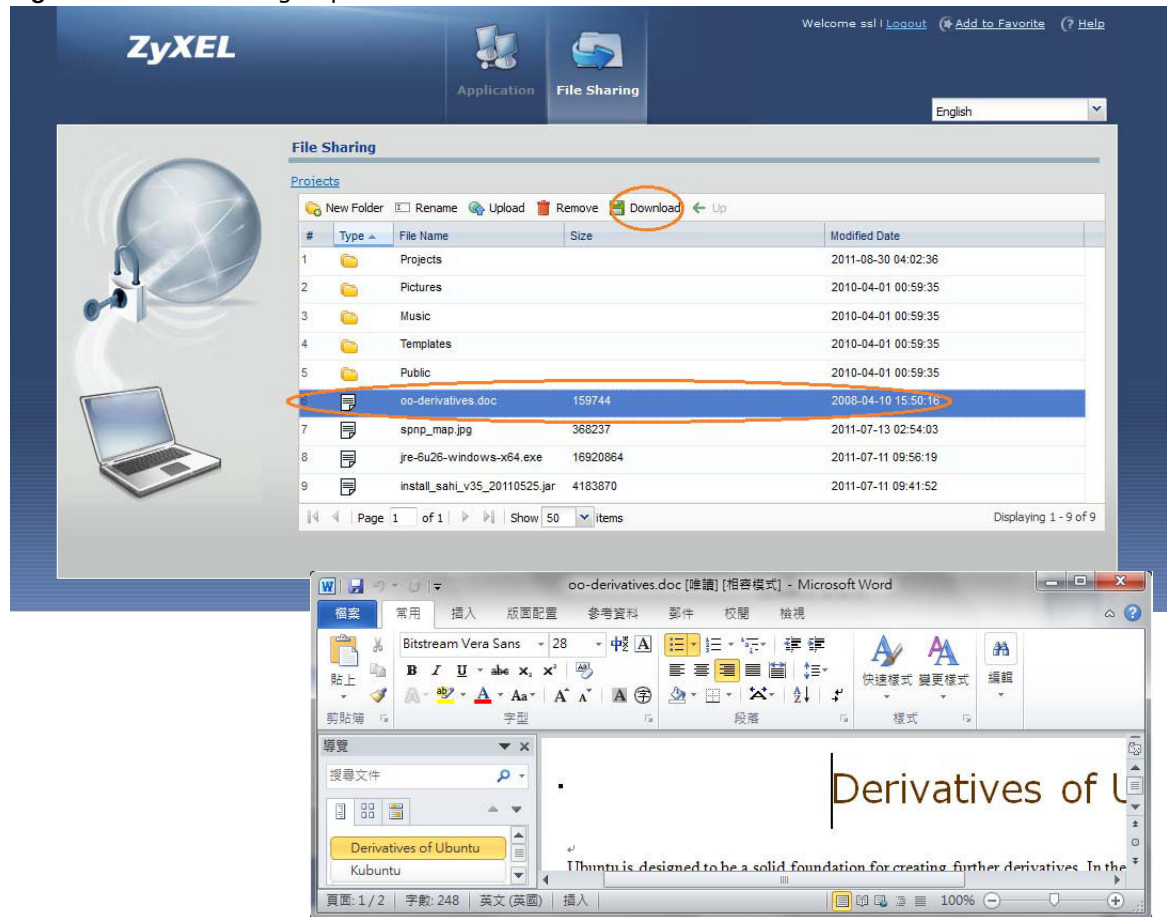 ZyXEL
Welcome ssl | Logout Add to Favorite ? Help
Application File Sharing
English
File Sharing
Projects
New Folder Rename Upload Remove Download Up
# Type File Name Size Modified Date
1 Projects 2011-08-30 04:02:36
2 Pictures 2010-04-01 00:59:35
3 Music 2010-04-01 00:59:35
4 Templates 2010-04-01 00:59:35
5 Public 2010-04-01 00:59:35
6 oo-derivatives.doc 159744 2008-04-10 15:50:16
7 spnp_map.jpg 368237 2011-07-13 02:54:03
8 jre-6u26-windows-x64.exe 16920864 2011-07-11 09:56:19
9 install_sahi_v35_20110525.jar 4183870 2011-07-11 09:41:52
Page 1 of 1 Show 50 items Displaying 1 - 9 of 9
oo-derivatives.doc [唯讀] [相容模式] - Microsoft Word
檔案 常用 插入 版面配置 參考資料 郵件 校閱 檢視
Bitstream Vera Sans 28
貼上 快速樣式 變更樣式 編輯
剪貼簿 字型 段落 樣式
導覽
搜尋文件
Derivatives of U
Derivatives of Ubuntu
Kubuntu
Ubuntu is designed to be a solid foundation for creating further derivatives. In the
頁面: 1 / 2 字數: 248 英文 (英國) 插入 100%